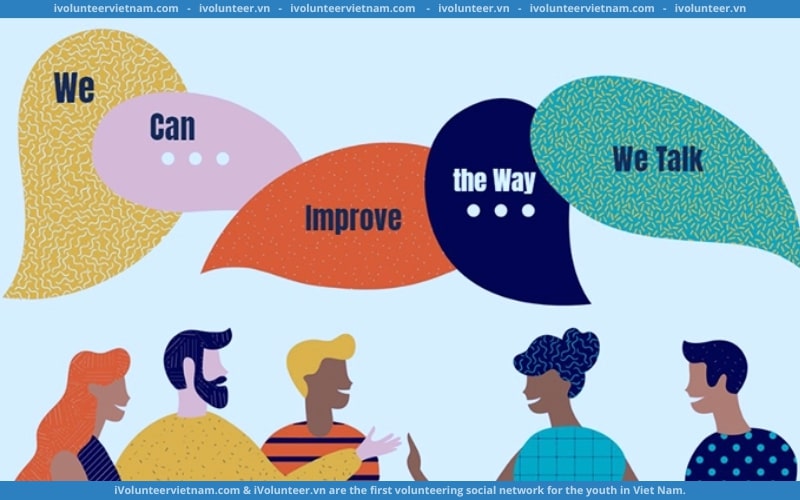 ivolunteervietnam.com - ivolunteer.vn - ivolunteervietnam.com - ivolunteer.vn - ivolunteervietnam.com - ivolunteer.vn
We
Can
Improve
the Way
We Talk
iVolunteervietnam.com & iVolunteer.vn are the first volunteering social network for the youth in Viet Nam